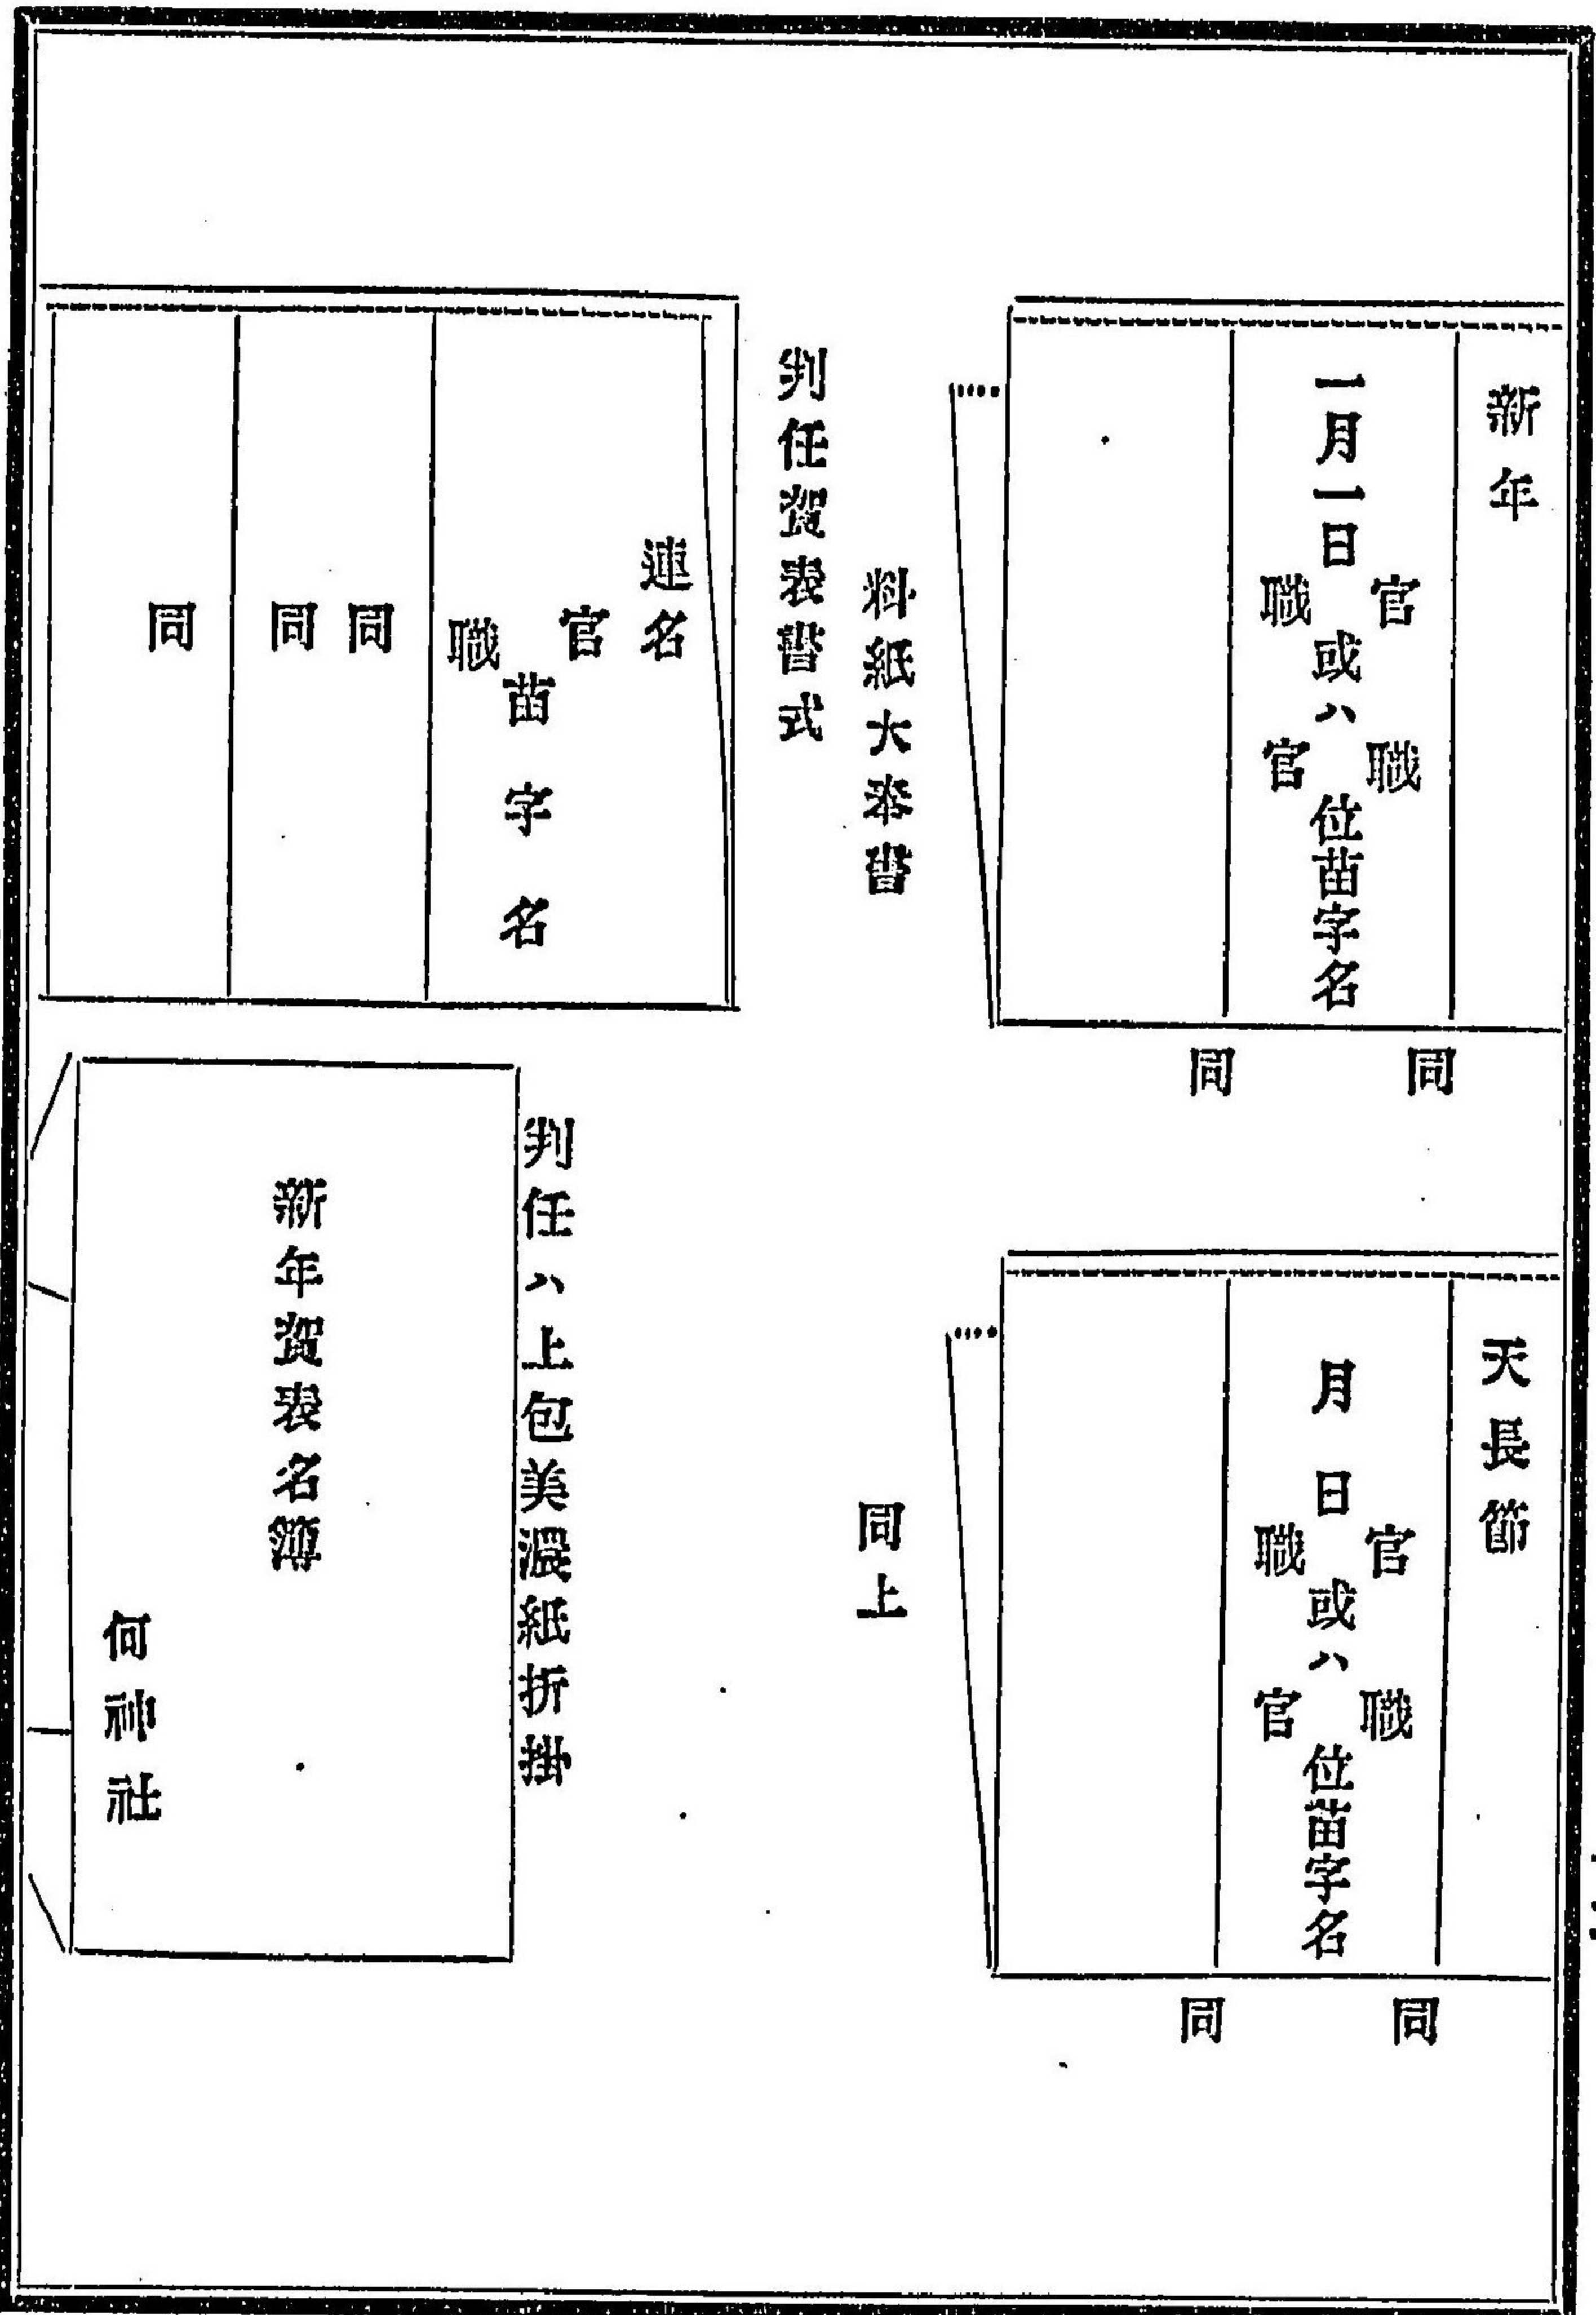 新年
官
一月一日 或ハ 位苗字名
職
職
官
同
同
天長節
官
月 日 或ハ 位苗字名
職
職
官
同
同
料紙大奉書
同上
判任賀表書式
連名
官
苗字名
職
同
同
同
判任ハ上包美濃紙折掛
新年賀表名簿
何神社